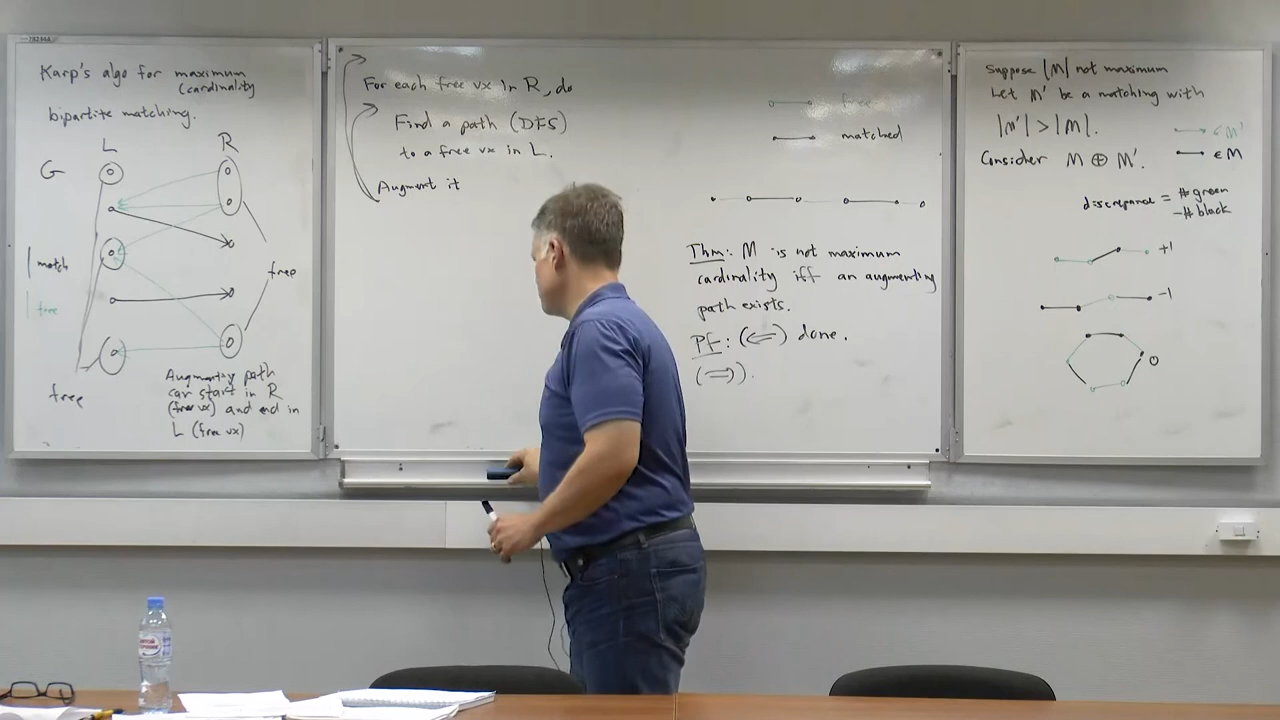 Karp's algo for maximum
(cardinality
bipartite matching.
L R
G
match
free
free
free
Augmenting path
can start in R
(free vx) and end in
L (free vx)
For each free vx in R, do
Find a path (DFS)
to a free vx in L.
Augment it
free
matched
Thm: M is not maximum
cardinality iff an augmenting
path exists.
Pf: (⇐) done.
(⇒).
Suppose |M| not maximum
Let M' be a matching with
|M'| > |M|.
Consider M ⊕ M'.
∈ M'
∈ M
discrepance = # green
- # black
+1
-1
0